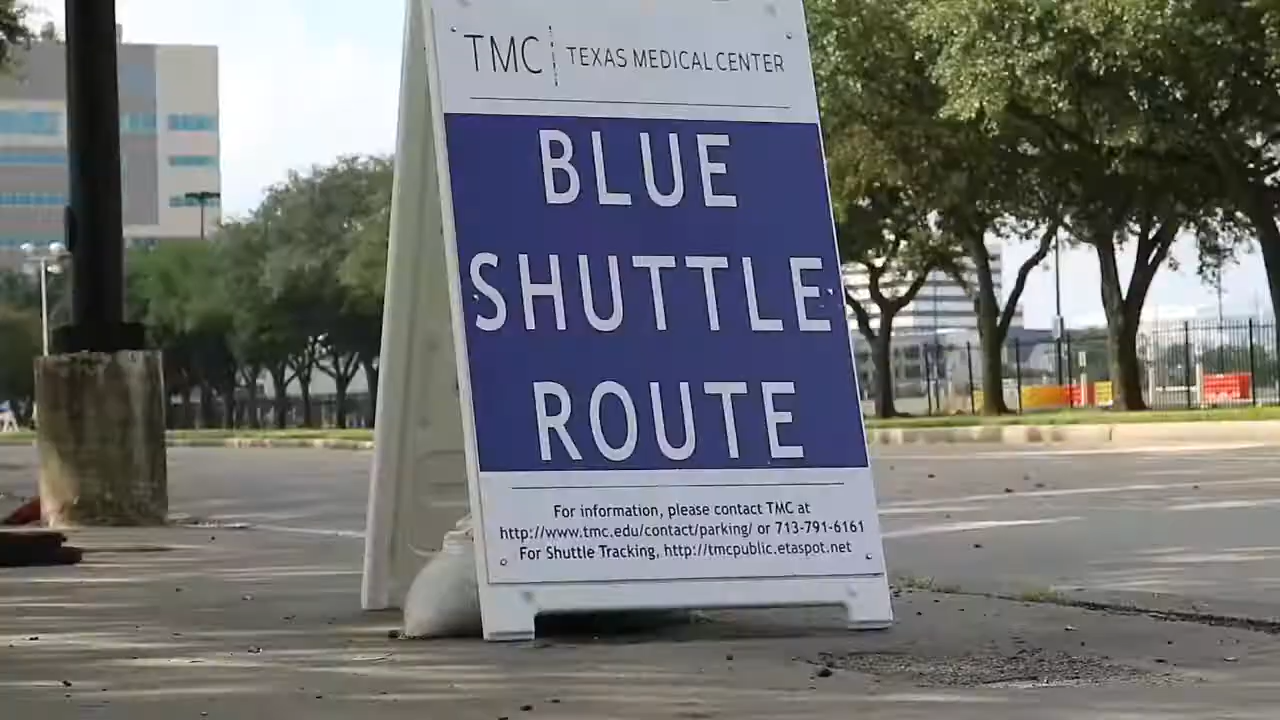 TMC TEXAS MEDICAL CENTER
BLUE
SHUTTLE
ROUTE
For information, please contact TMC at
http://www.tmc.edu/contact/parking/ or 713-791-6161
For Shuttle Tracking, http://tmcpublic.etaspot.net